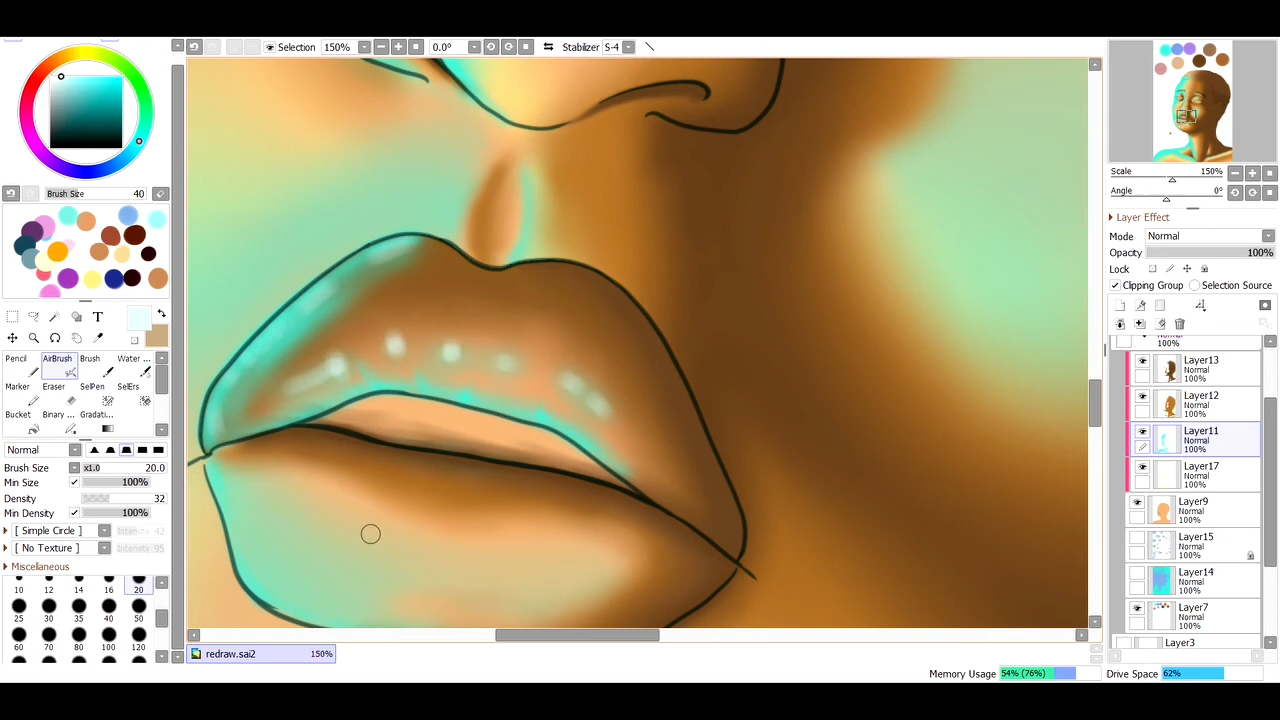 Selection 150% 0.0° Stabilizer S-4
Brush Size 40
T
Pencil AirBrush Brush Water ...
Marker Eraser SelPen SelErs
Bucket Binary ... Gradati...
Normal
Brush Size x1.0 20.0
Min Size 100%
Density 32
Min Density 100%
[ Simple Circle ] Intensity 42
[ No Texture ] Intensity 95
Miscellaneous
10 12 14 16 20
25 30 35 40 50
60 70 80 100 120
redraw.sai2 150%
Scale 150%
Angle 0°
Layer Effect
Mode Normal
Opacity 100%
Lock
Clipping Group Selection Source
100%
Layer13
Normal
100%
Layer12
Normal
100%
Layer11
Normal
100%
Layer17
Normal
100%
Layer9
Normal
100%
Layer15
Normal
100%
Layer14
Normal
100%
Layer7
Normal
100%
Layer3
Memory Usage 54% (76%) Drive Space 62%